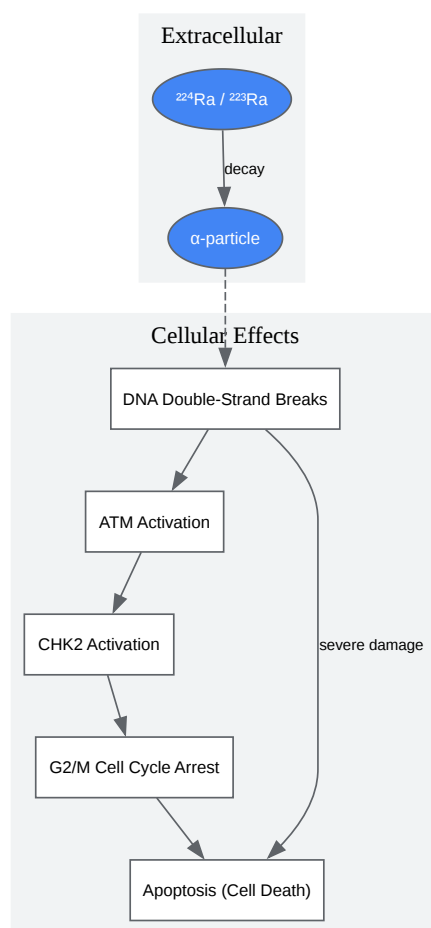 Extracellular
²²⁴Ra / ²²³Ra
decay
α-particle
Cellular Effects
DNA Double-Strand Breaks
ATM Activation
CHK2 Activation
severe damage
G2/M Cell Cycle Arrest
Apoptosis (Cell Death)